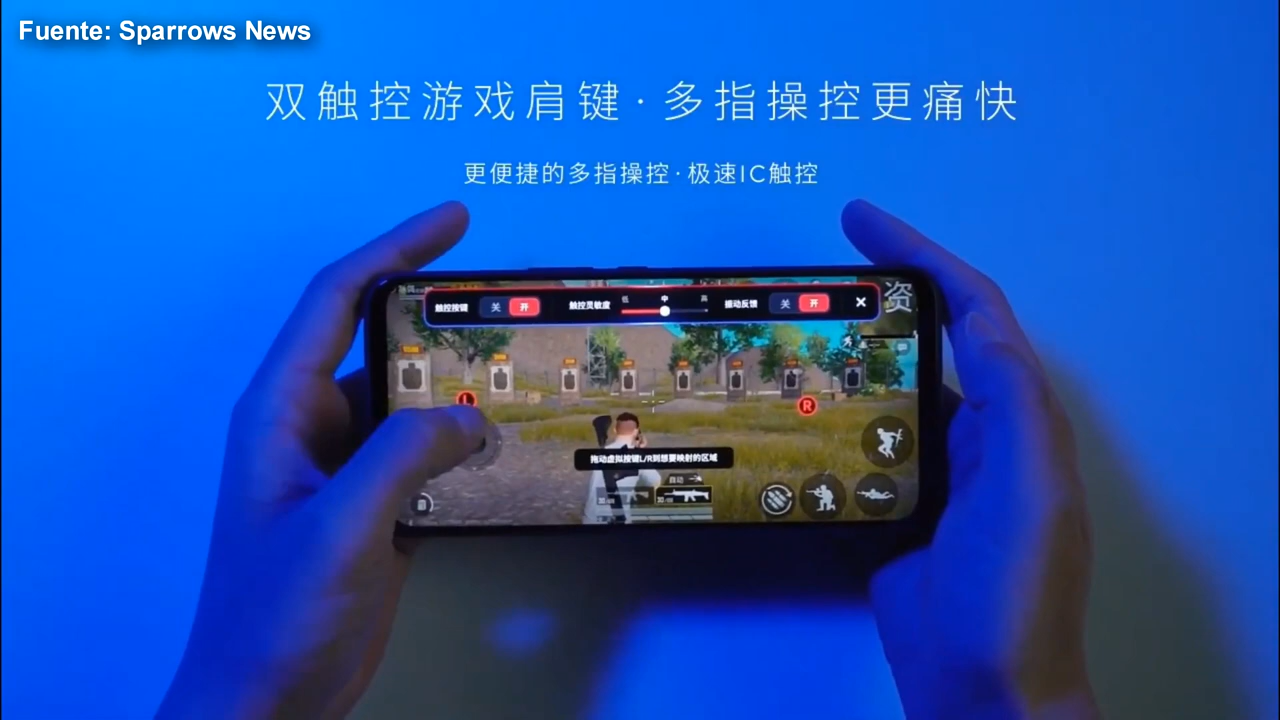 Fuente: Sparrows News
双触控游戏肩键·多指操控更痛快
更便捷的多指操控·极速IC触控
触控按键 关 开 触控灵敏度 低 中 高 振动反馈 关 开 ×
资
L
R
拖动虚拟按键L/R到想要映射的区域
自动